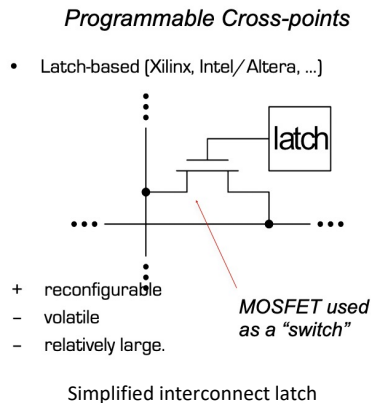 Programmable Cross-points
• Latch-based (Xilinx, Intel/Altera, ...)
latch
+ reconfigurable
− volatile
− relatively large.
MOSFET used
as a "switch"
Simplified interconnect latch